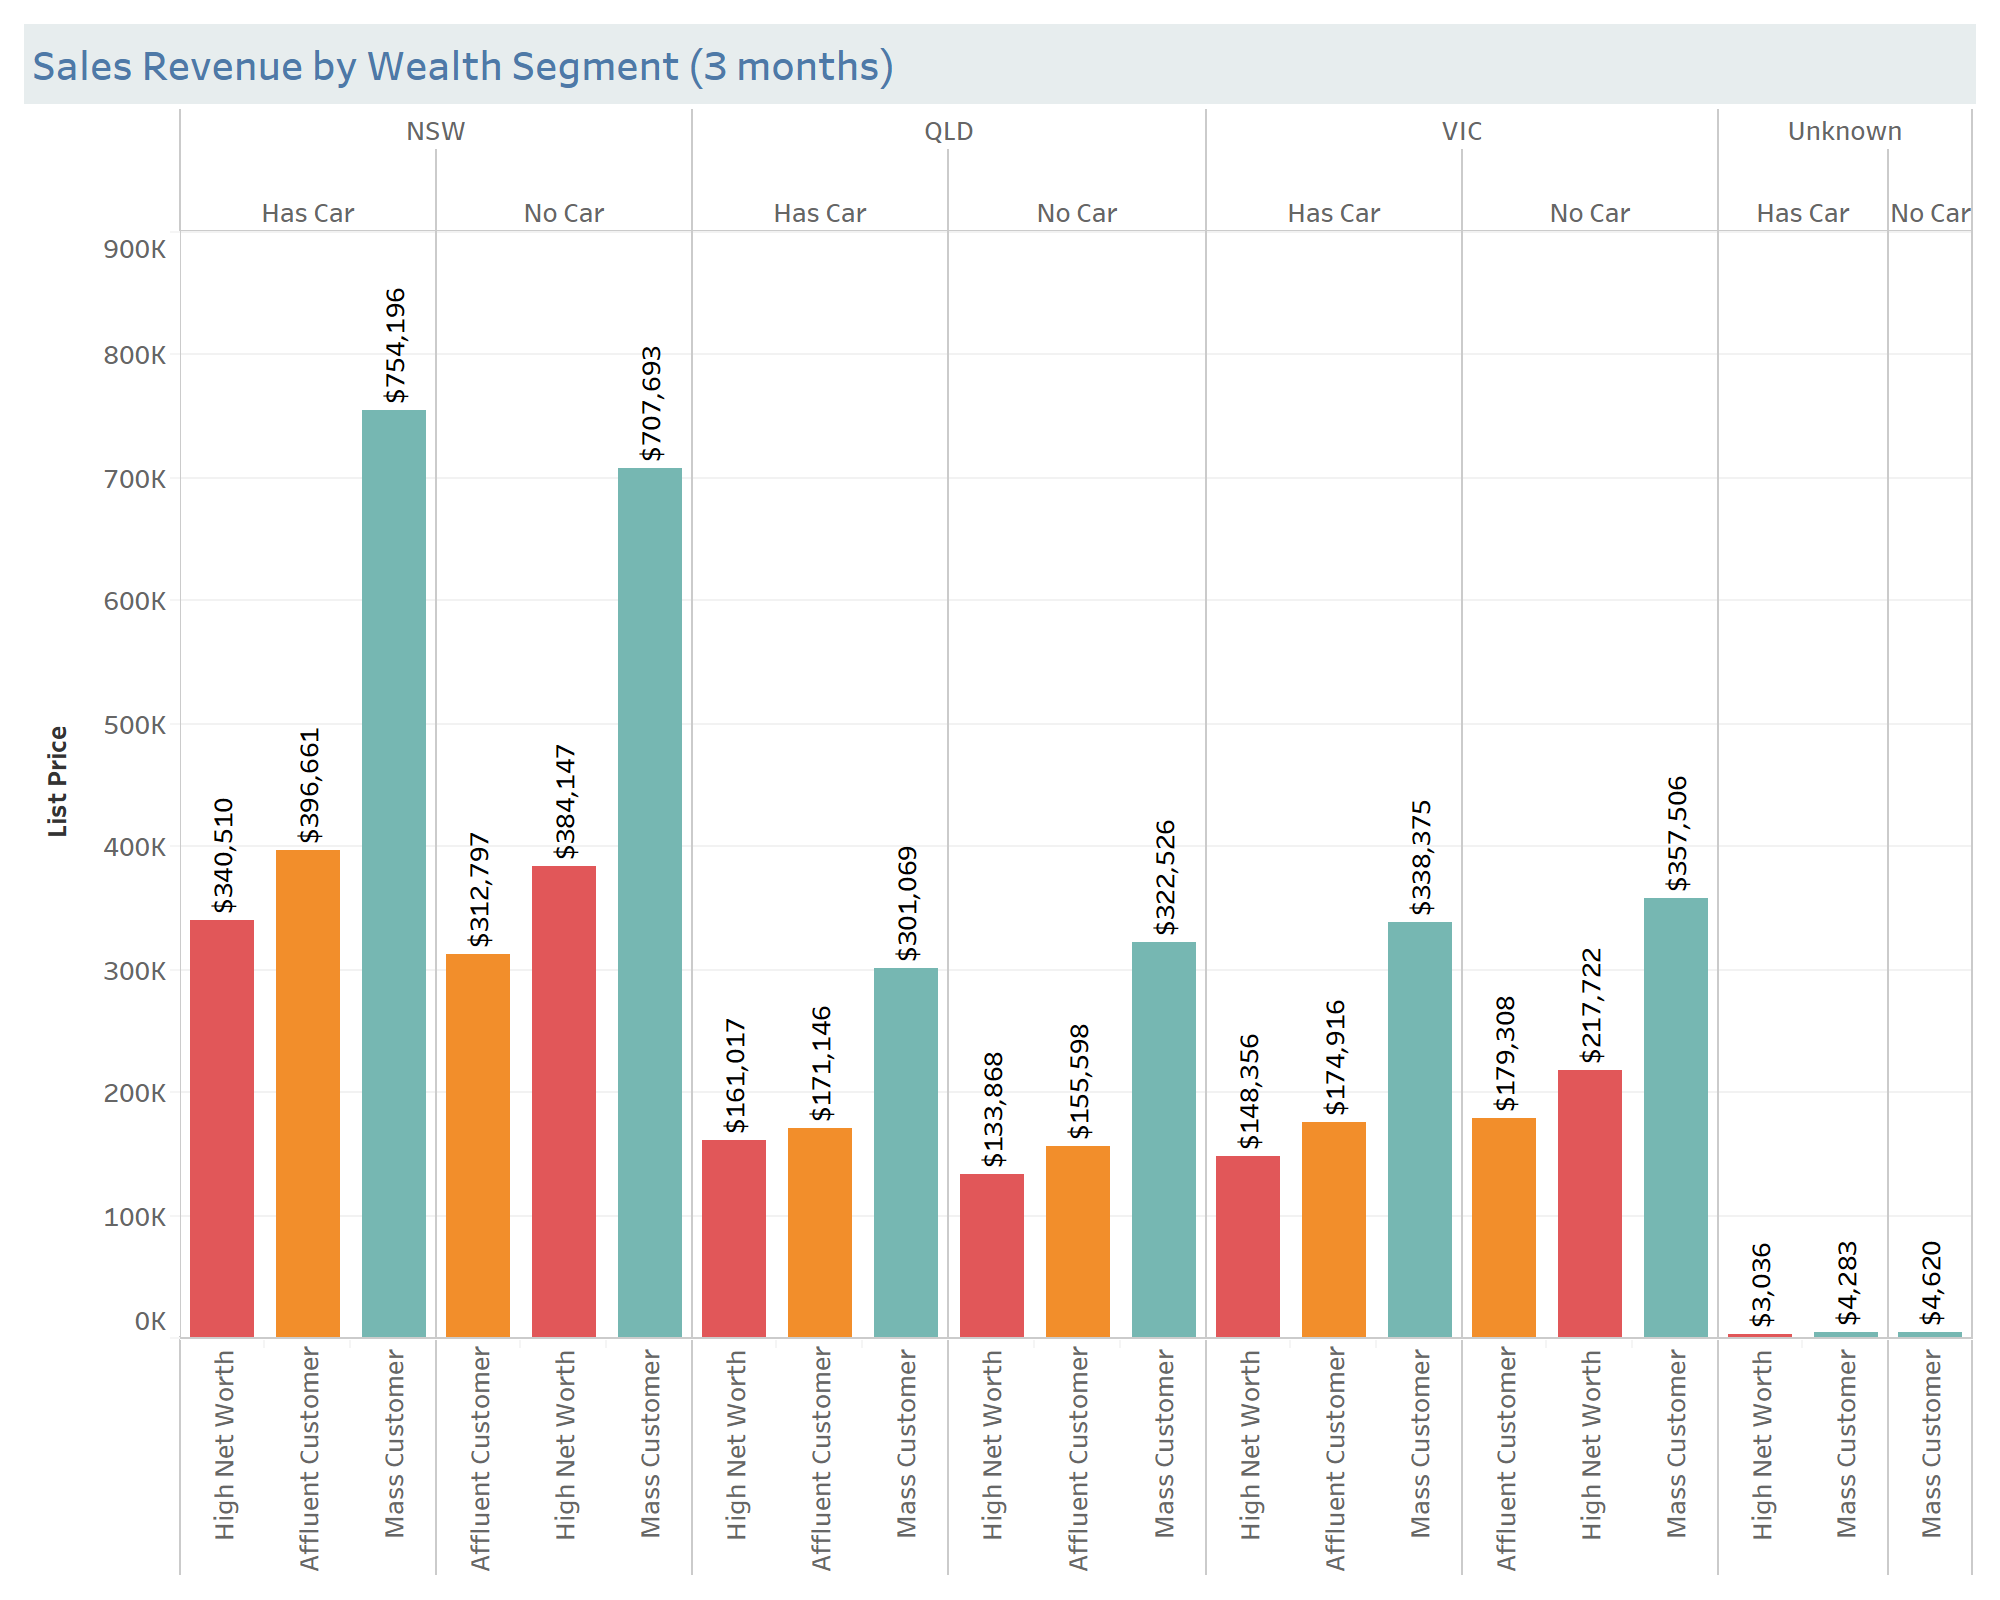 Sales Revenue by Wealth Segment (3 months)
NSW QLD VIC Unknown
Has Car No Car Has Car No Car Has Car No Car Has Car No Car
List Price
900K
800K
700K
600K
500K
400K
300K
200K
100K
0K
$340,510
$396,661
$754,196
$312,797
$384,147
$707,693
$161,017
$171,146
$301,069
$133,868
$155,598
$322,526
$148,356
$174,916
$338,375
$179,308
$217,722
$357,506
$3,036
$4,283
$4,620
High Net Worth
Affluent Customer
Mass Customer
Affluent Customer
High Net Worth
Mass Customer
High Net Worth
Affluent Customer
Mass Customer
High Net Worth
Affluent Customer
Mass Customer
High Net Worth
Affluent Customer
Mass Customer
Affluent Customer
High Net Worth
Mass Customer
High Net Worth
Mass Customer
Mass Customer